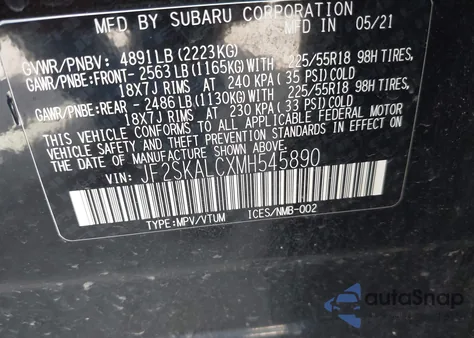 MFD BY SUBARU CORPORATION
MADE IN 05/21
GVWR/PNBV: 4891LB (2223KG)
GAWR/PNBE:FRONT- 2563 LB (1165KG) WITH 225/55R18 98H TIRES,
18X7J RIMS AT 240 KPA (35 PSI) COLD
GAWR/PNBE:REAR - 2486 LB (1130KG) WITH 225/55R18 98H TIRES,
18X7J RIMS AT 230 KPA (33 PSI) COLD
THIS VEHICLE CONFORMS TO ALL APPLICABLE FEDERAL MOTOR
VEHICLE SAFETY AND THEFT PREVENTION STANDARDS IN EFFECT ON
THE DATE OF MANUFACTURE SHOWN ABOVE.
VIN: JF2SKALCXMH545890
TYPE:MPV/VTUM ICES/NMB-002
autoSnap